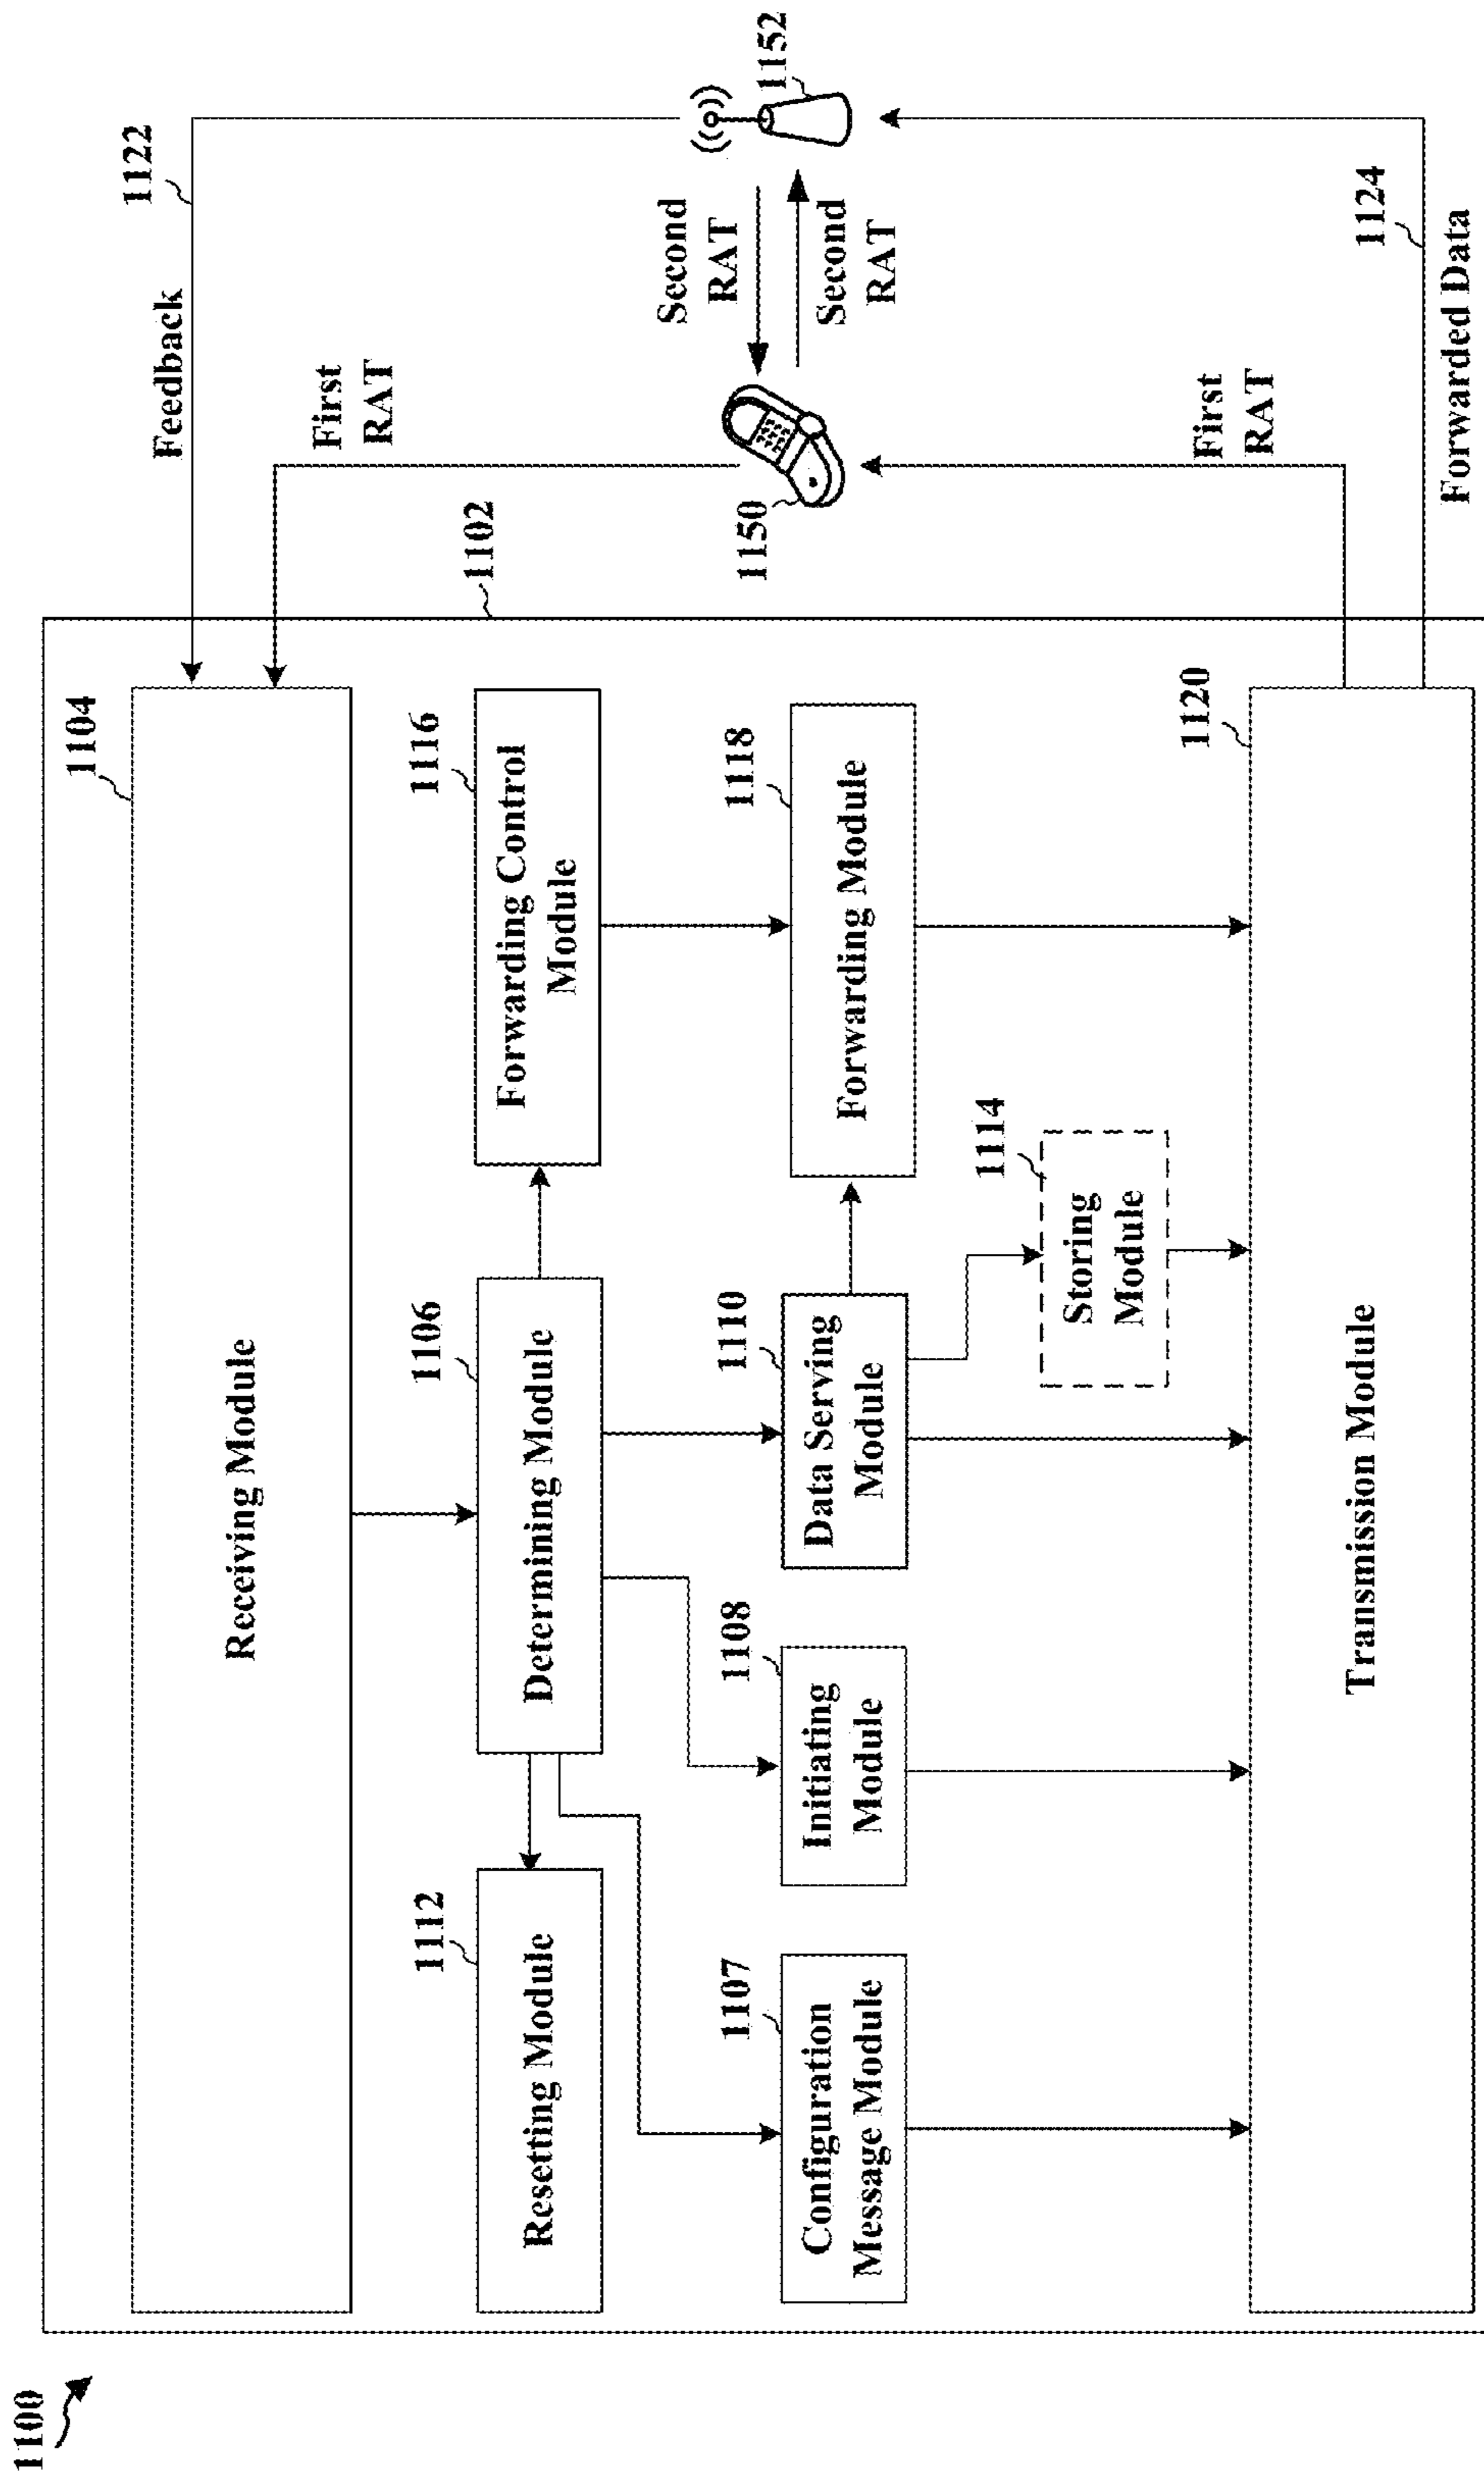 1100
1102
1104
Receiving Module
1122
Feedback
First
RAT
1112
Resetting Module
1106
Determining Module
1116
Forwarding Control
Module
1107
Configuration
Message Module
1108
Initiating
Module
1110
Data Serving
Module
1118
Forwarding Module
1114
Storing
Module
1150
Second
RAT
Second
RAT
1152
1120
Transmission Module
First
RAT
1124
Forwarded Data